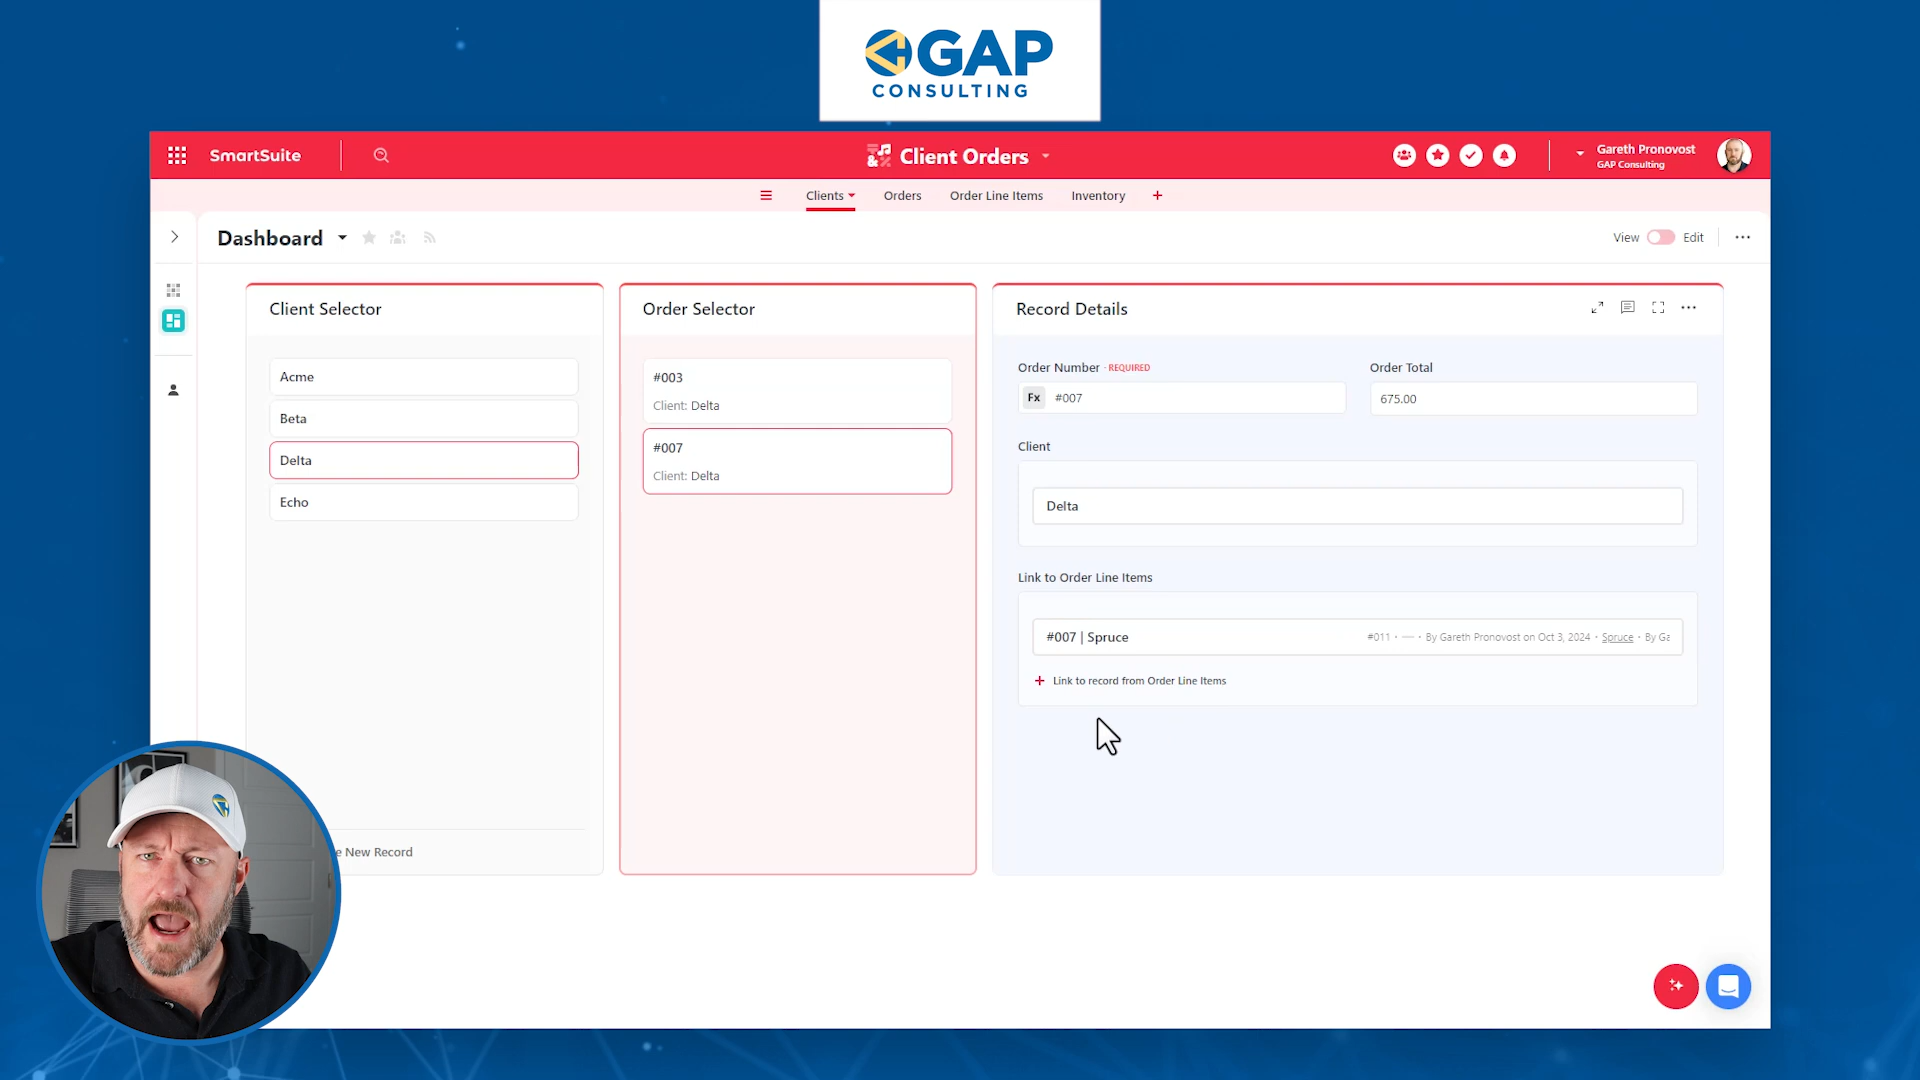 GAP
CONSULTING
SmartSuite
Client Orders
Gareth Pronovost
GAP Consulting
Clients
Orders
Order Line Items
Inventory
Dashboard
View
Edit
Client Selector
Acme
Beta
Delta
Echo
e New Record
Order Selector
#003
Client: Delta
#007
Client: Delta
Record Details
Order Number - REQUIRED
Order Total
Fx #007
675.00
Client
Delta
Link to Order Line Items
#007 | Spruce
#011 • — • By Gareth Pronovost on Oct 3, 2024 • Spruce • By Ga
+ Link to record from Order Line Items